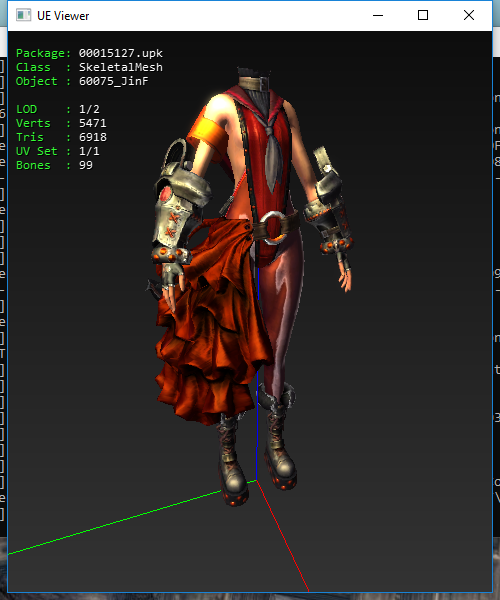 UE Viewer
Package: 00015127.upk
Class : SkeletalMesh
Object : 60075_JinF
LOD : 1/2
Verts : 5471
Tris : 6918
UV Set : 1/1
Bones : 99